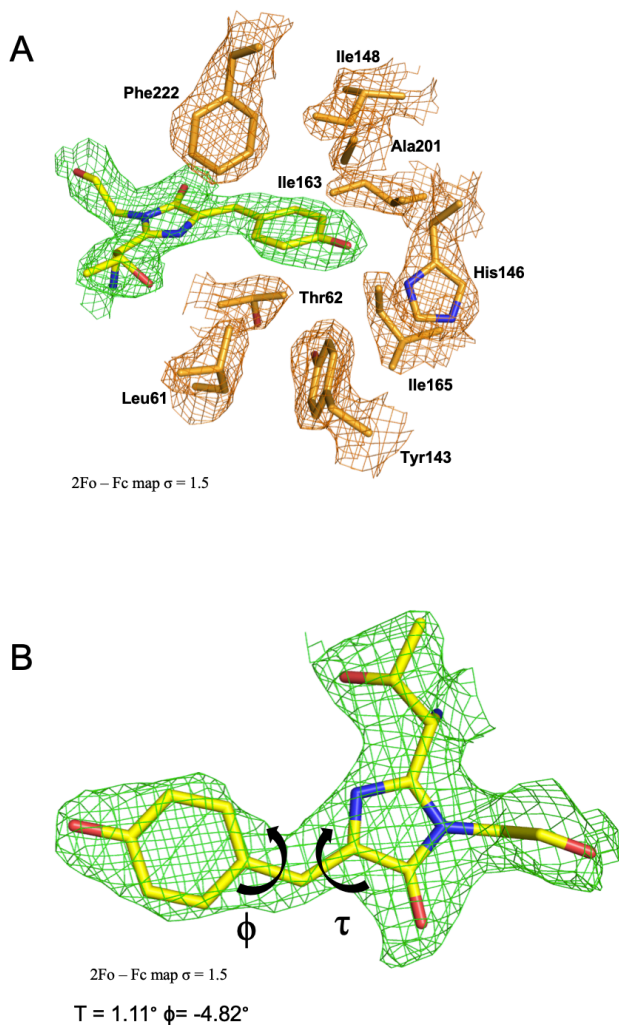 A
Ile148
Phe222
Ala201
Ile163
His146
Thr62
Ile165
Leu61
Tyr143
2Fo – Fc map σ = 1.5
B
ϕ τ
2Fo – Fc map σ = 1.5
T = 1.11° ϕ= -4.82°